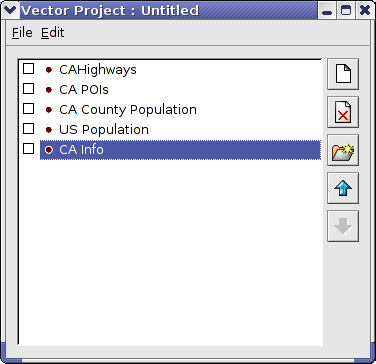 Vector Project : Untitled
File Edit
CAHighways
CA POIs
CA County Population
US Population
CA Info